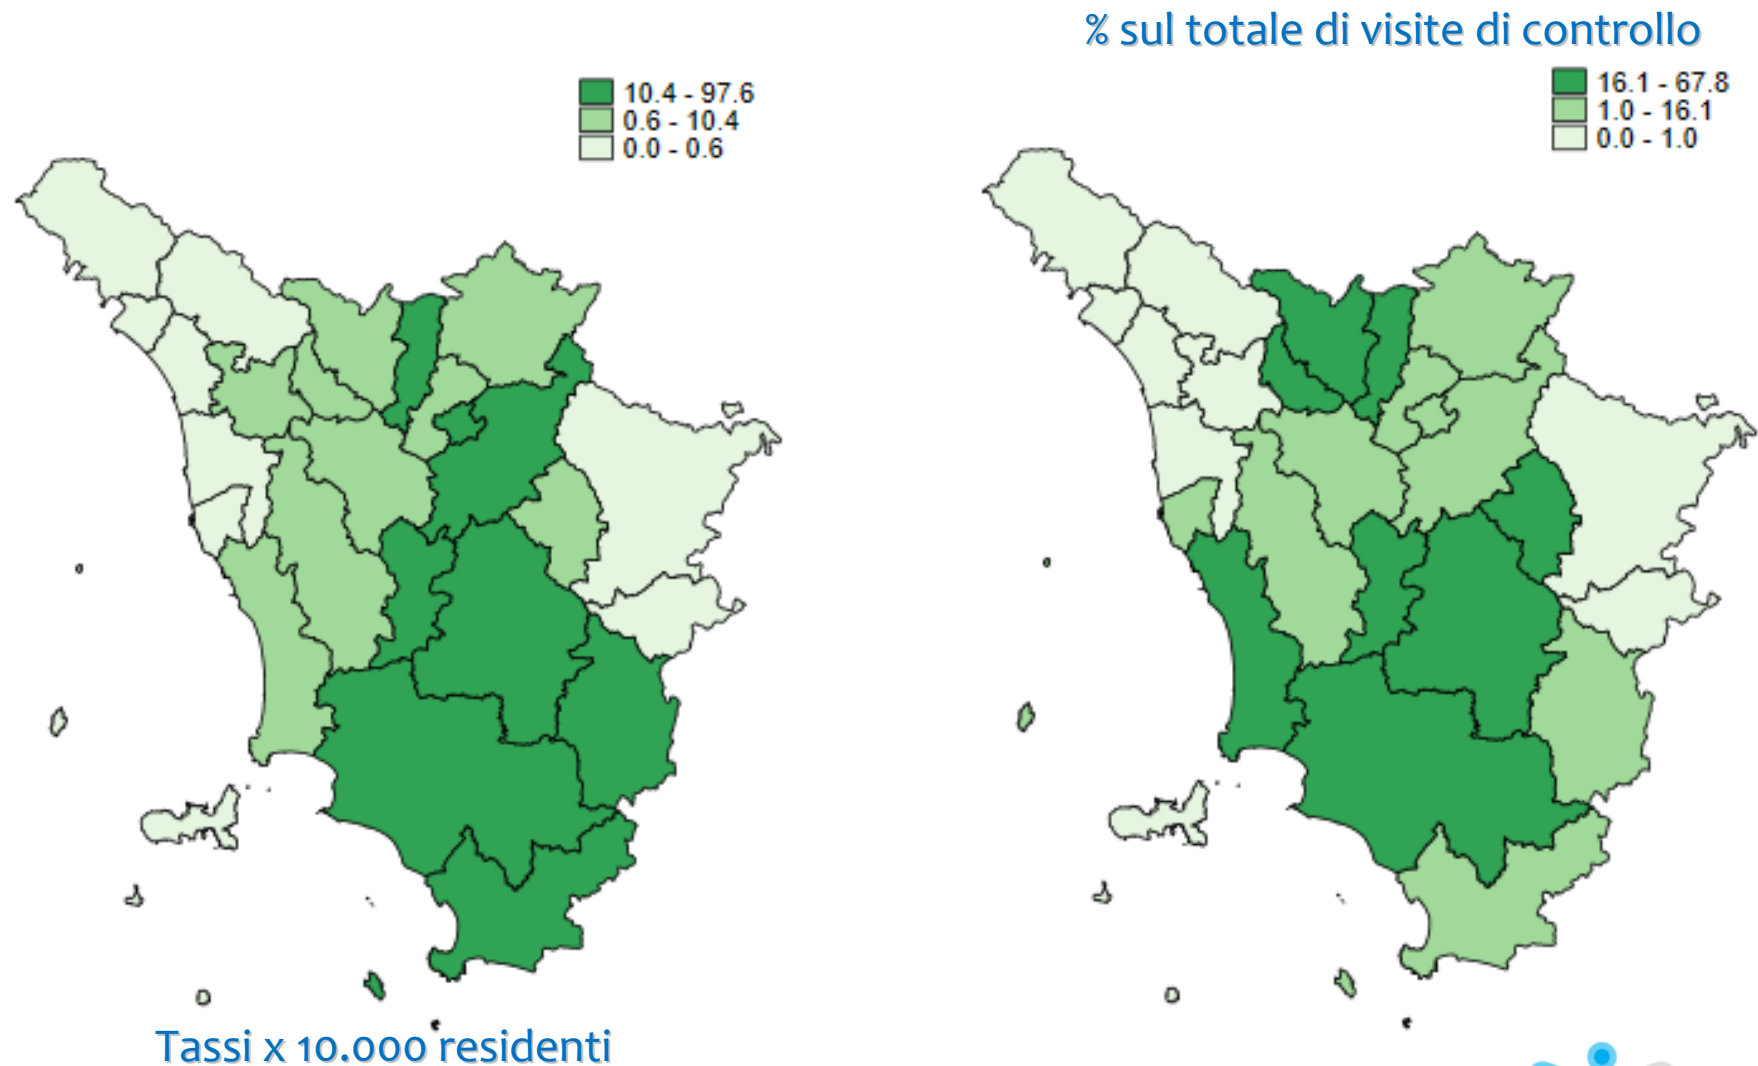 % sul totale di visite di controllo
10.4 - 97.6
0.6 - 10.4
0.0 - 0.6
16.1 - 67.8
1.0 - 16.1
0.0 - 1.0
Tassi x 10.000 residenti